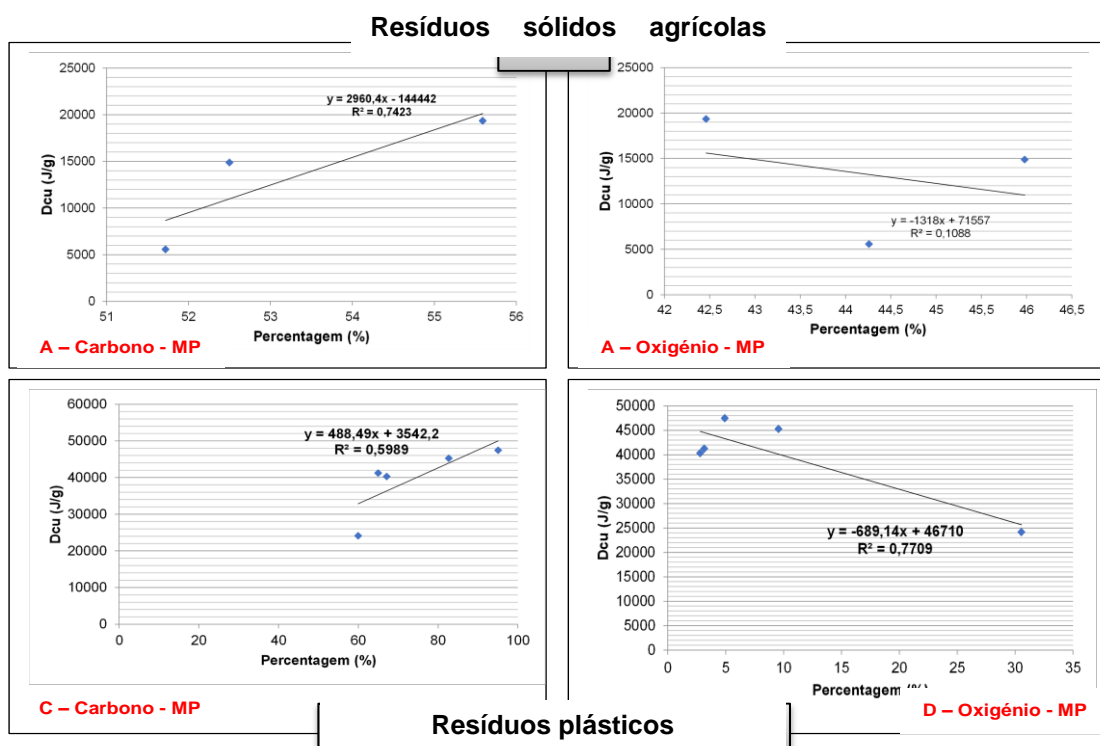 Resíduos sólidos agrícolas
25000
20000
15000
10000
5000
0
Dcu (J/g)
y = 2960,4x - 144442
R² = 0,7423
51 52 53 54 55 56
Percentagem (%)
A – Carbono - MP
25000
20000
15000
10000
5000
0
Dcu (J/g)
y = -1318x + 71557
R² = 0,1088
42 42,5 43 43,5 44 44,5 45 45,5 46 46,5
Percentagem (%)
A – Oxigénio - MP
60000
50000
40000
30000
20000
10000
0
Dcu (J/g)
y = 488,49x + 3542,2
R² = 0,5989
0 20 40 60 80 100
Percentagem (%)
C – Carbono - MP
50000
45000
40000
35000
30000
25000
20000
15000
10000
5000
0
Dcu (J/g)
y = -689,14x + 46710
R² = 0,7709
0 5 10 15 20 25 30 35
Percentagem
D – Oxigénio - MP
Resíduos plásticos